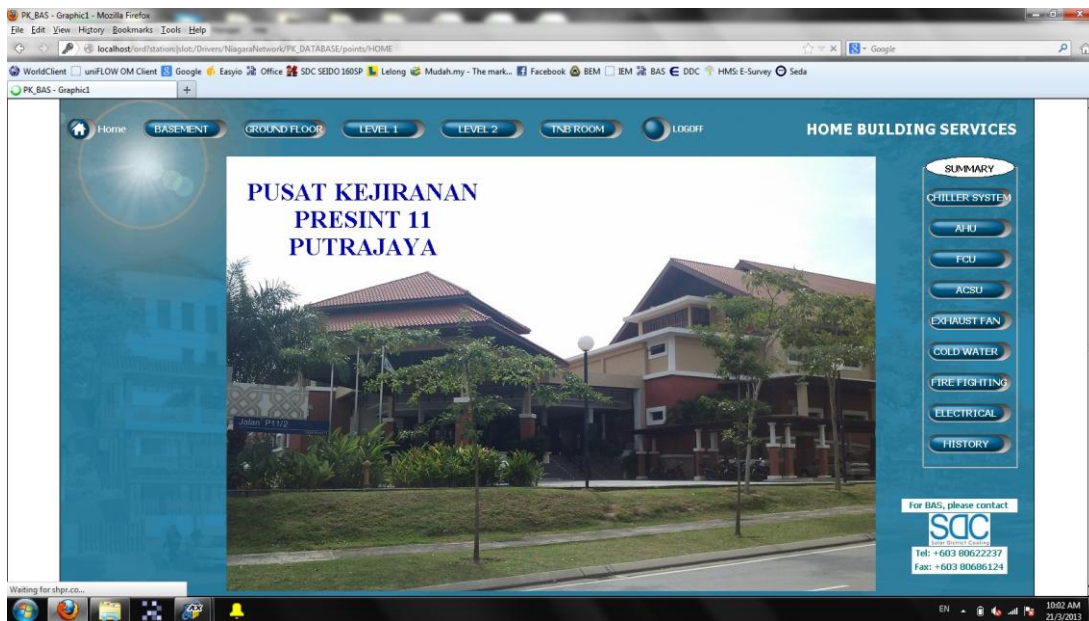 PK_BAS - Graphic1 - Mozilla Firefox
File Edit View History Bookmarks Tools Help
localhost/ord?station:|slot:/Drivers/NiagaraNetwork/PK_DATABASE/points/HOME
Google
WorldClient uniFLOW OM Client Google Easyio Office SDC SEIDO 160SP Lelong Mudah.my - The mark... Facebook BEM IEM BAS DDC HMS: E-Survey Seda
PK_BAS - Graphic1
Home BASEMENT GROUND FLOOR LEVEL 1 LEVEL 2 TNB ROOM LOGOFF HOME BUILDING SERVICES
PUSAT KEJIRANAN
PRESINT 11
PUTRAJAYA
Jalan P11/2
SUMMARY
CHILLER SYSTEM
AHU
FCU
ACSU
EXHAUST FAN
COLD WATER
FIRE FIGHTING
ELECTRICAL
HISTORY
For BAS, please contact
SDC
Solar District Cooling
Tel: +603 80622237
Fax: +603 80686124
Waiting for shpr.co...
EN 10:02 AM
21/3/2013